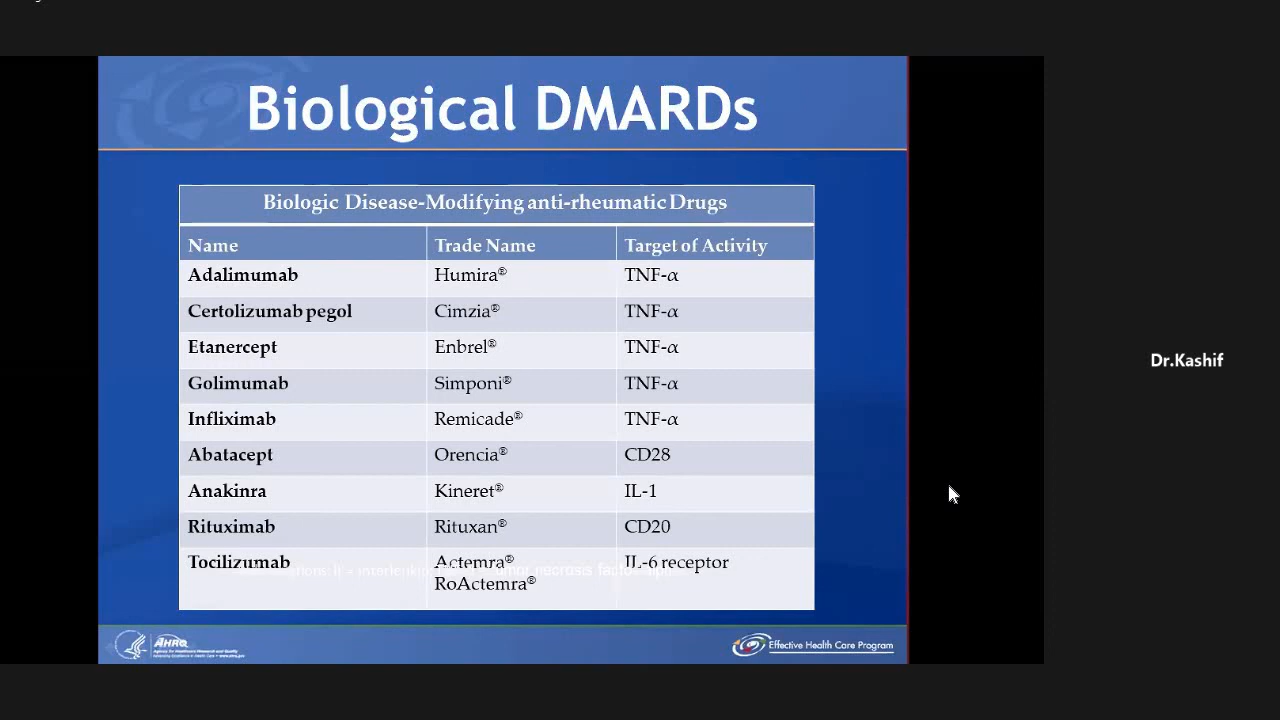 Biological DMARDs
Biologic Disease-Modifying anti-rheumatic Drugs
Name Trade Name Target of Activity
Adalimumab Humira® TNF-α
Certolizumab pegol Cimzia® TNF-α
Etanercept Enbrel® TNF-α
Golimumab Simponi® TNF-α
Infliximab Remicade® TNF-α
Abatacept Orencia® CD28
Anakinra Kineret® IL-1
Rituximab Rituxan® CD20
Tocilizumab Actemra® IL-6 receptor
RoActemra®
AHRQ
Effective Health Care Program
Dr.Kashif